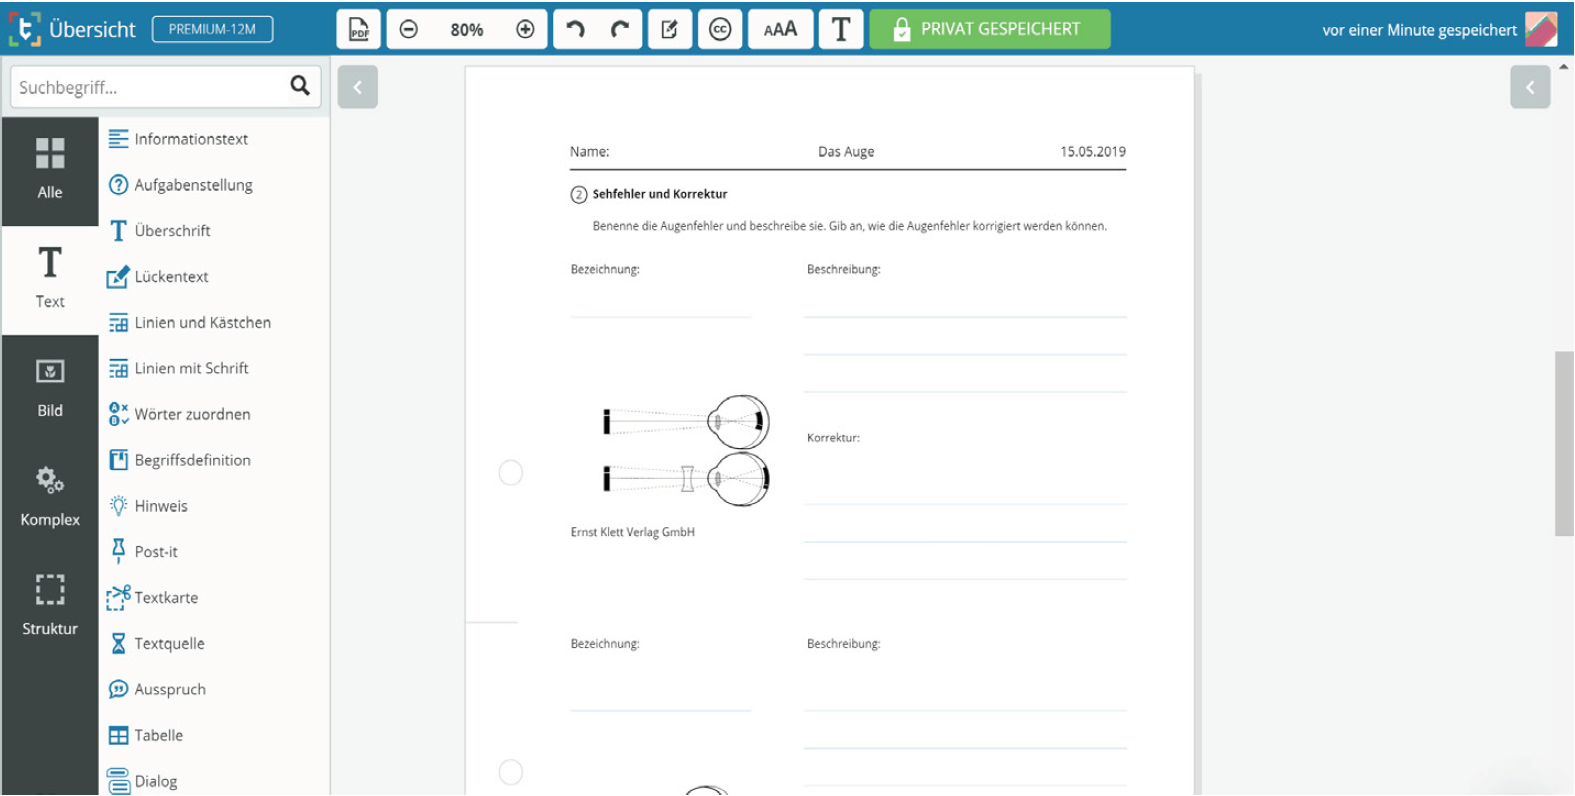 Übersicht PREMIUM-12M PDF 80% cc AAA T PRIVAT GESPEICHERT vor einer Minute gespeichert
Suchbegriff...
Alle
Text
Bild
Komplex
Struktur
Informationstext
Aufgabenstellung
Überschrift
Lückentext
Linien und Kästchen
Linien mit Schrift
Wörter zuordnen
Begriffsdefinition
Hinweis
Post-it
Textkarte
Textquelle
Ausspruch
Tabelle
Dialog
Name: Das Auge 15.05.2019
2 Sehfehler und Korrektur
Benenne die Augenfehler und beschreibe sie. Gib an, wie die Augenfehler korrigiert werden können.
Bezeichnung: Beschreibung:
Korrektur:
Ernst Klett Verlag GmbH
Bezeichnung: Beschreibung: